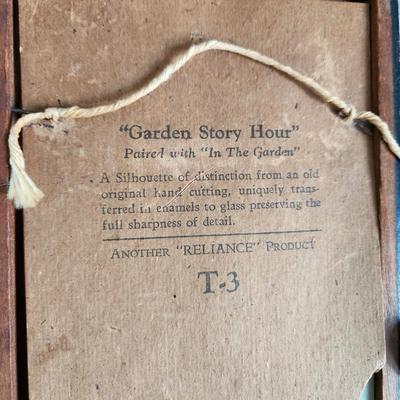 "Garden Story Hour"
Paired with "In The Garden"
A Silhouette of distinction from an old
original hand cutting, uniquely trans-
ferred in enamels to glass preserving the
full sharpness of detail.
ANOTHER "RELIANCE" PRODUCT
T-3